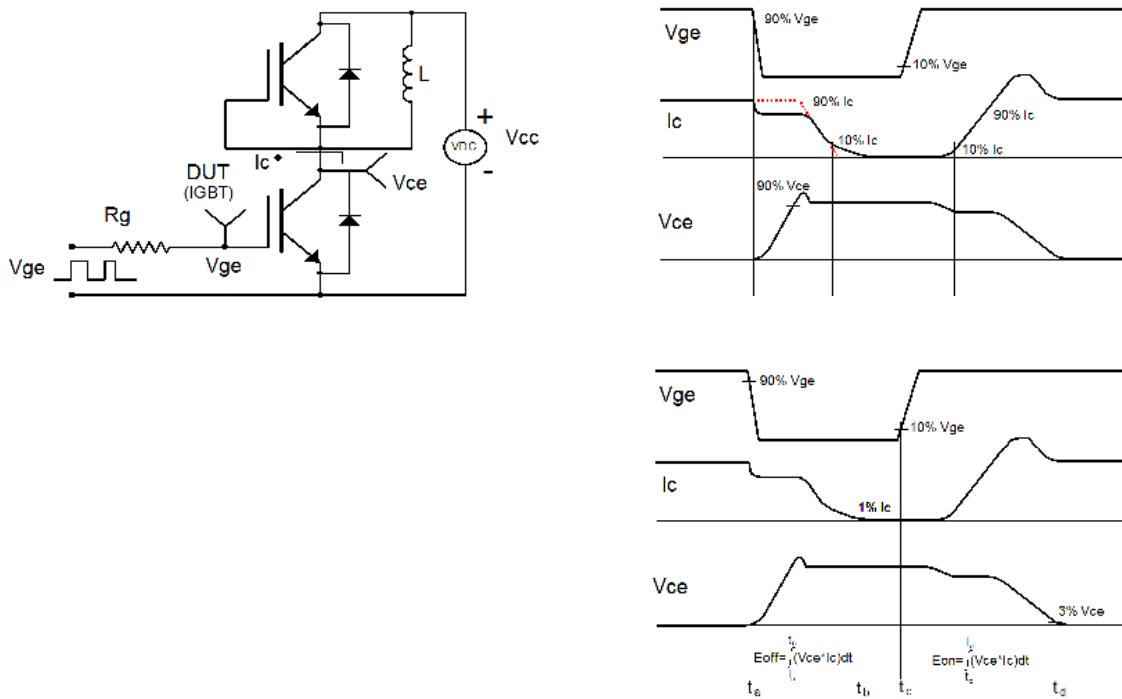 L
+
VDC
Vcc
-
Ic
DUT
(IGBT)
Vce
Rg
Vge
Vge
Vge
90% Vge
10% Vge
Ic
90% Ic
10% Ic
90% Ic
10% Ic
Vce
90% Vce
Vge
90% Vge
10% Vge
Ic
1% Ic
Vce
3% Vce
Eoff=∫(Vce*Ic)dt
Eon=∫(Vce*Ic)dt
ta tb tc td